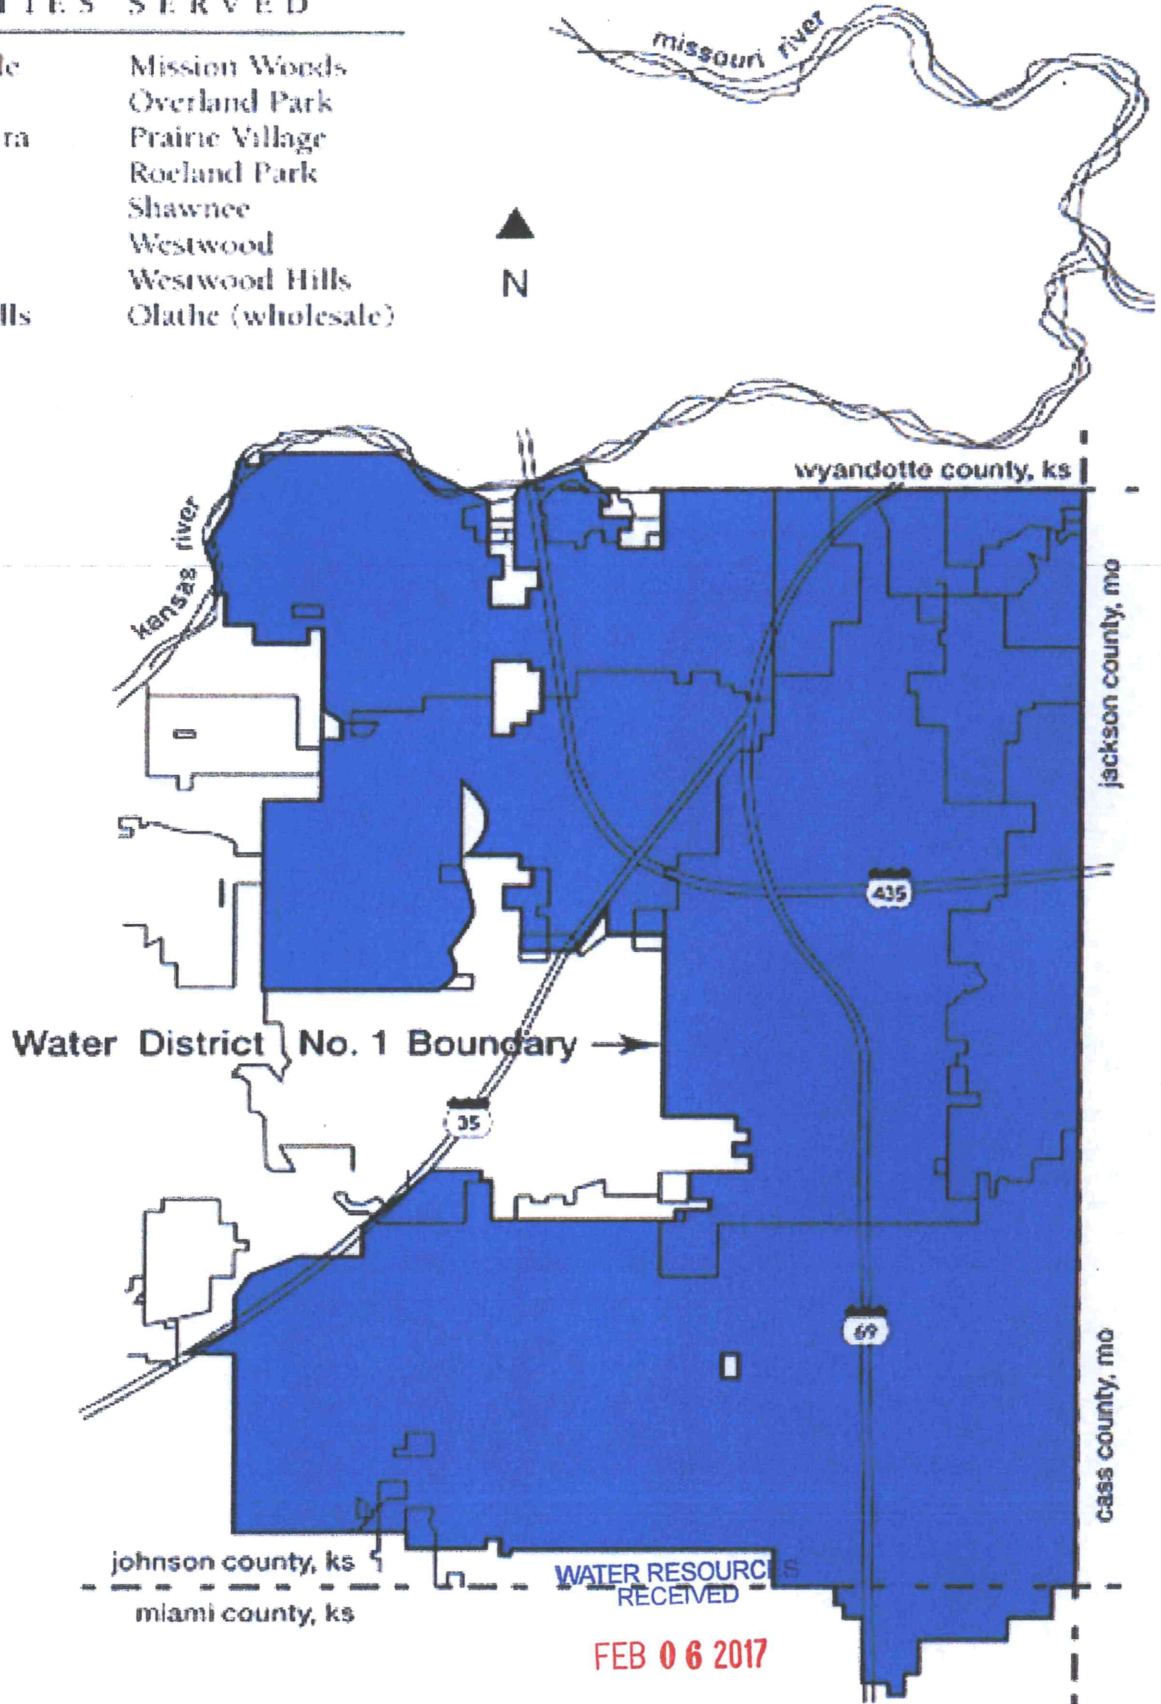 SERVED
Mission Woods
Overland Park
Prairie Village
Roeland Park
Shawnee
Westwood
Westwood Hills
Olathe (wholesale)
missouri river
N
wyandotte county, ks
kansas river
jackson county, mo
435
Water District No. 1 Boundary
35
69
cass county, mo
johnson county, ks
miami county, ks
WATER RESOURCES
RECEIVED
FEB 06 2017